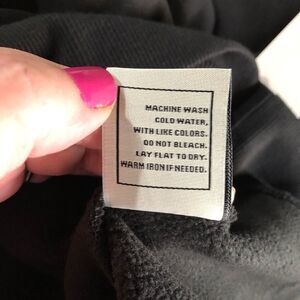 MACHINE WASH
COLD WATER,
WITH LIKE COLORS.
DO NOT BLEACH.
LAY FLAT TO DRY.
WARM IRON IF NEEDED.